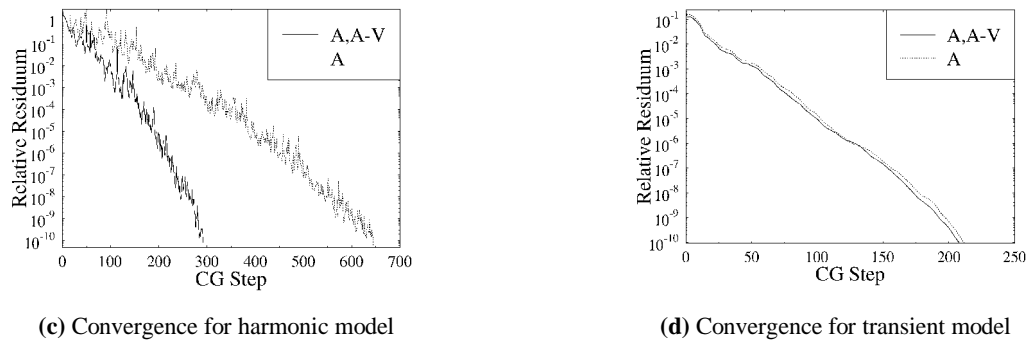 1
10-1
10-2
10-3
10-4
10-5
10-6
10-7
10-8
10-9
10-10
Relative Residuum
0 100 200 300 400 500 600 700
CG Step
A,A-V
A
(c) Convergence for harmonic model
10-1
10-2
10-3
10-4
10-5
10-6
10-7
10-8
10-9
10-10
Relative Residuum
0 50 100 150 200 250
CG Step
A,A-V
A
(d) Convergence for transient model